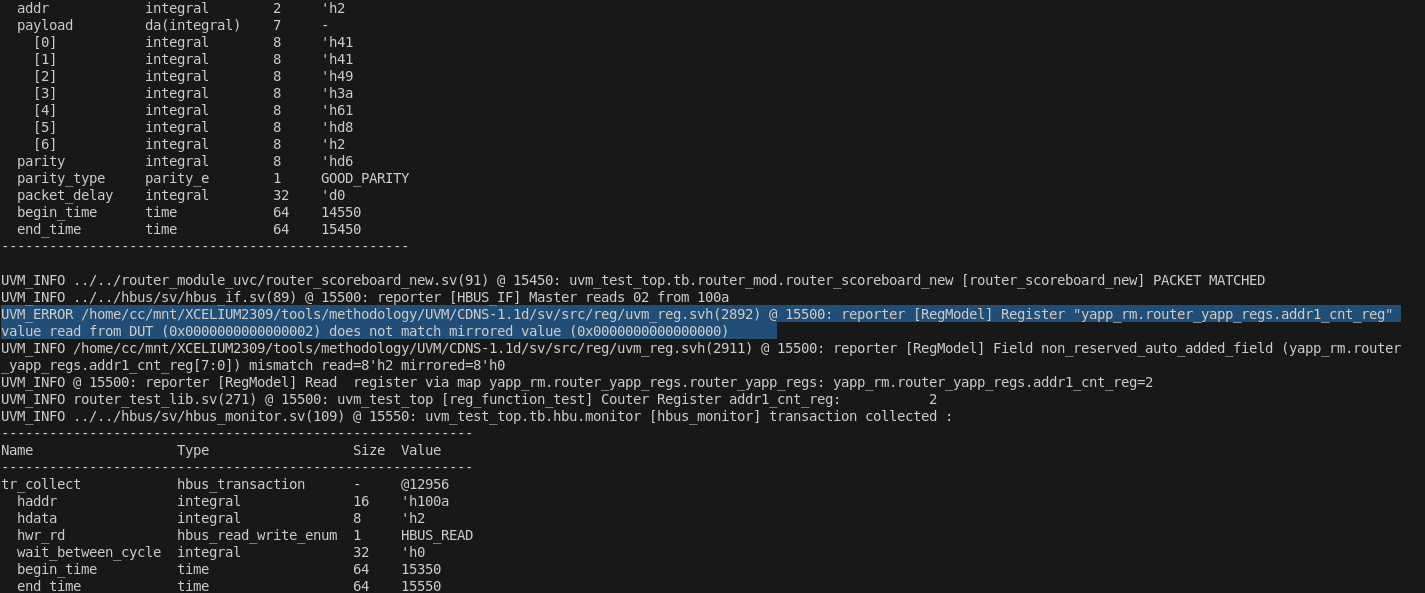 addr            integral        2     'h2
payload         da(integral)    7     -
[0]           integral        8     'h41
[1]           integral        8     'h41
[2]           integral        8     'h49
[3]           integral        8     'h3a
[4]           integral        8     'h61
[5]           integral        8     'hd8
[6]           integral        8     'h2
parity          integral        8     'hd6
parity_type     parity_e        1     GOOD_PARITY
packet_delay    integral        32    'd0
begin_time      time            64    14550
end_time        time            64    15450
---------------------------------------------------
UVM_INFO ../../router_module_uvc/router_scoreboard_new.sv(91) @ 15450: uvm_test_top.tb.router_mod.router_scoreboard_new [router_scoreboard_new] PACKET MATCHED
UVM_INFO ../../hbus/sv/hbus_if.sv(89) @ 15500: reporter [HBUS_IF] Master reads 02 from 100a
UVM_ERROR /home/cc/mnt/XCELIUM2309/tools/methodology/UVM/CDNS-1.1d/sv/src/reg/uvm_reg.svh(2892) @ 15500: reporter [RegModel] Register "yapp_rm.router_yapp_regs.addr1_cnt_reg"
value read from DUT (0x0000000000000002) does not match mirrored value (0x0000000000000000)
UVM_INFO /home/cc/mnt/XCELIUM2309/tools/methodology/UVM/CDNS-1.1d/sv/src/reg/uvm_reg.svh(2911) @ 15500: reporter [RegModel] Field non_reserved_auto_added_field (yapp_rm.router
_yapp_regs.addr1_cnt_reg[7:0]) mismatch read=8'h2 mirrored=8'h0
UVM_INFO @ 15500: reporter [RegModel] Read  register via map yapp_rm.router_yapp_regs.router_yapp_regs: yapp_rm.router_yapp_regs.addr1_cnt_reg=2
UVM_INFO router_test_lib.sv(271) @ 15500: uvm_test_top [reg_function_test] Couter Register addr1_cnt_reg:           2
UVM_INFO ../../hbus/sv/hbus_monitor.sv(109) @ 15550: uvm_test_top.tb.hbu.monitor [hbus_monitor] transaction collected :
-----------------------------------------------------------
Name                  Type                  Size  Value
-----------------------------------------------------------
tr_collect            hbus_transaction      -     @12956
haddr               integral              16    'h100a
hdata               integral              8     'h2
hwr_rd              hbus_read_write_enum  1     HBUS_READ
wait_between_cycle  integral              32    'h0
begin_time          time                  64    15350
end_time            time                  64    15550